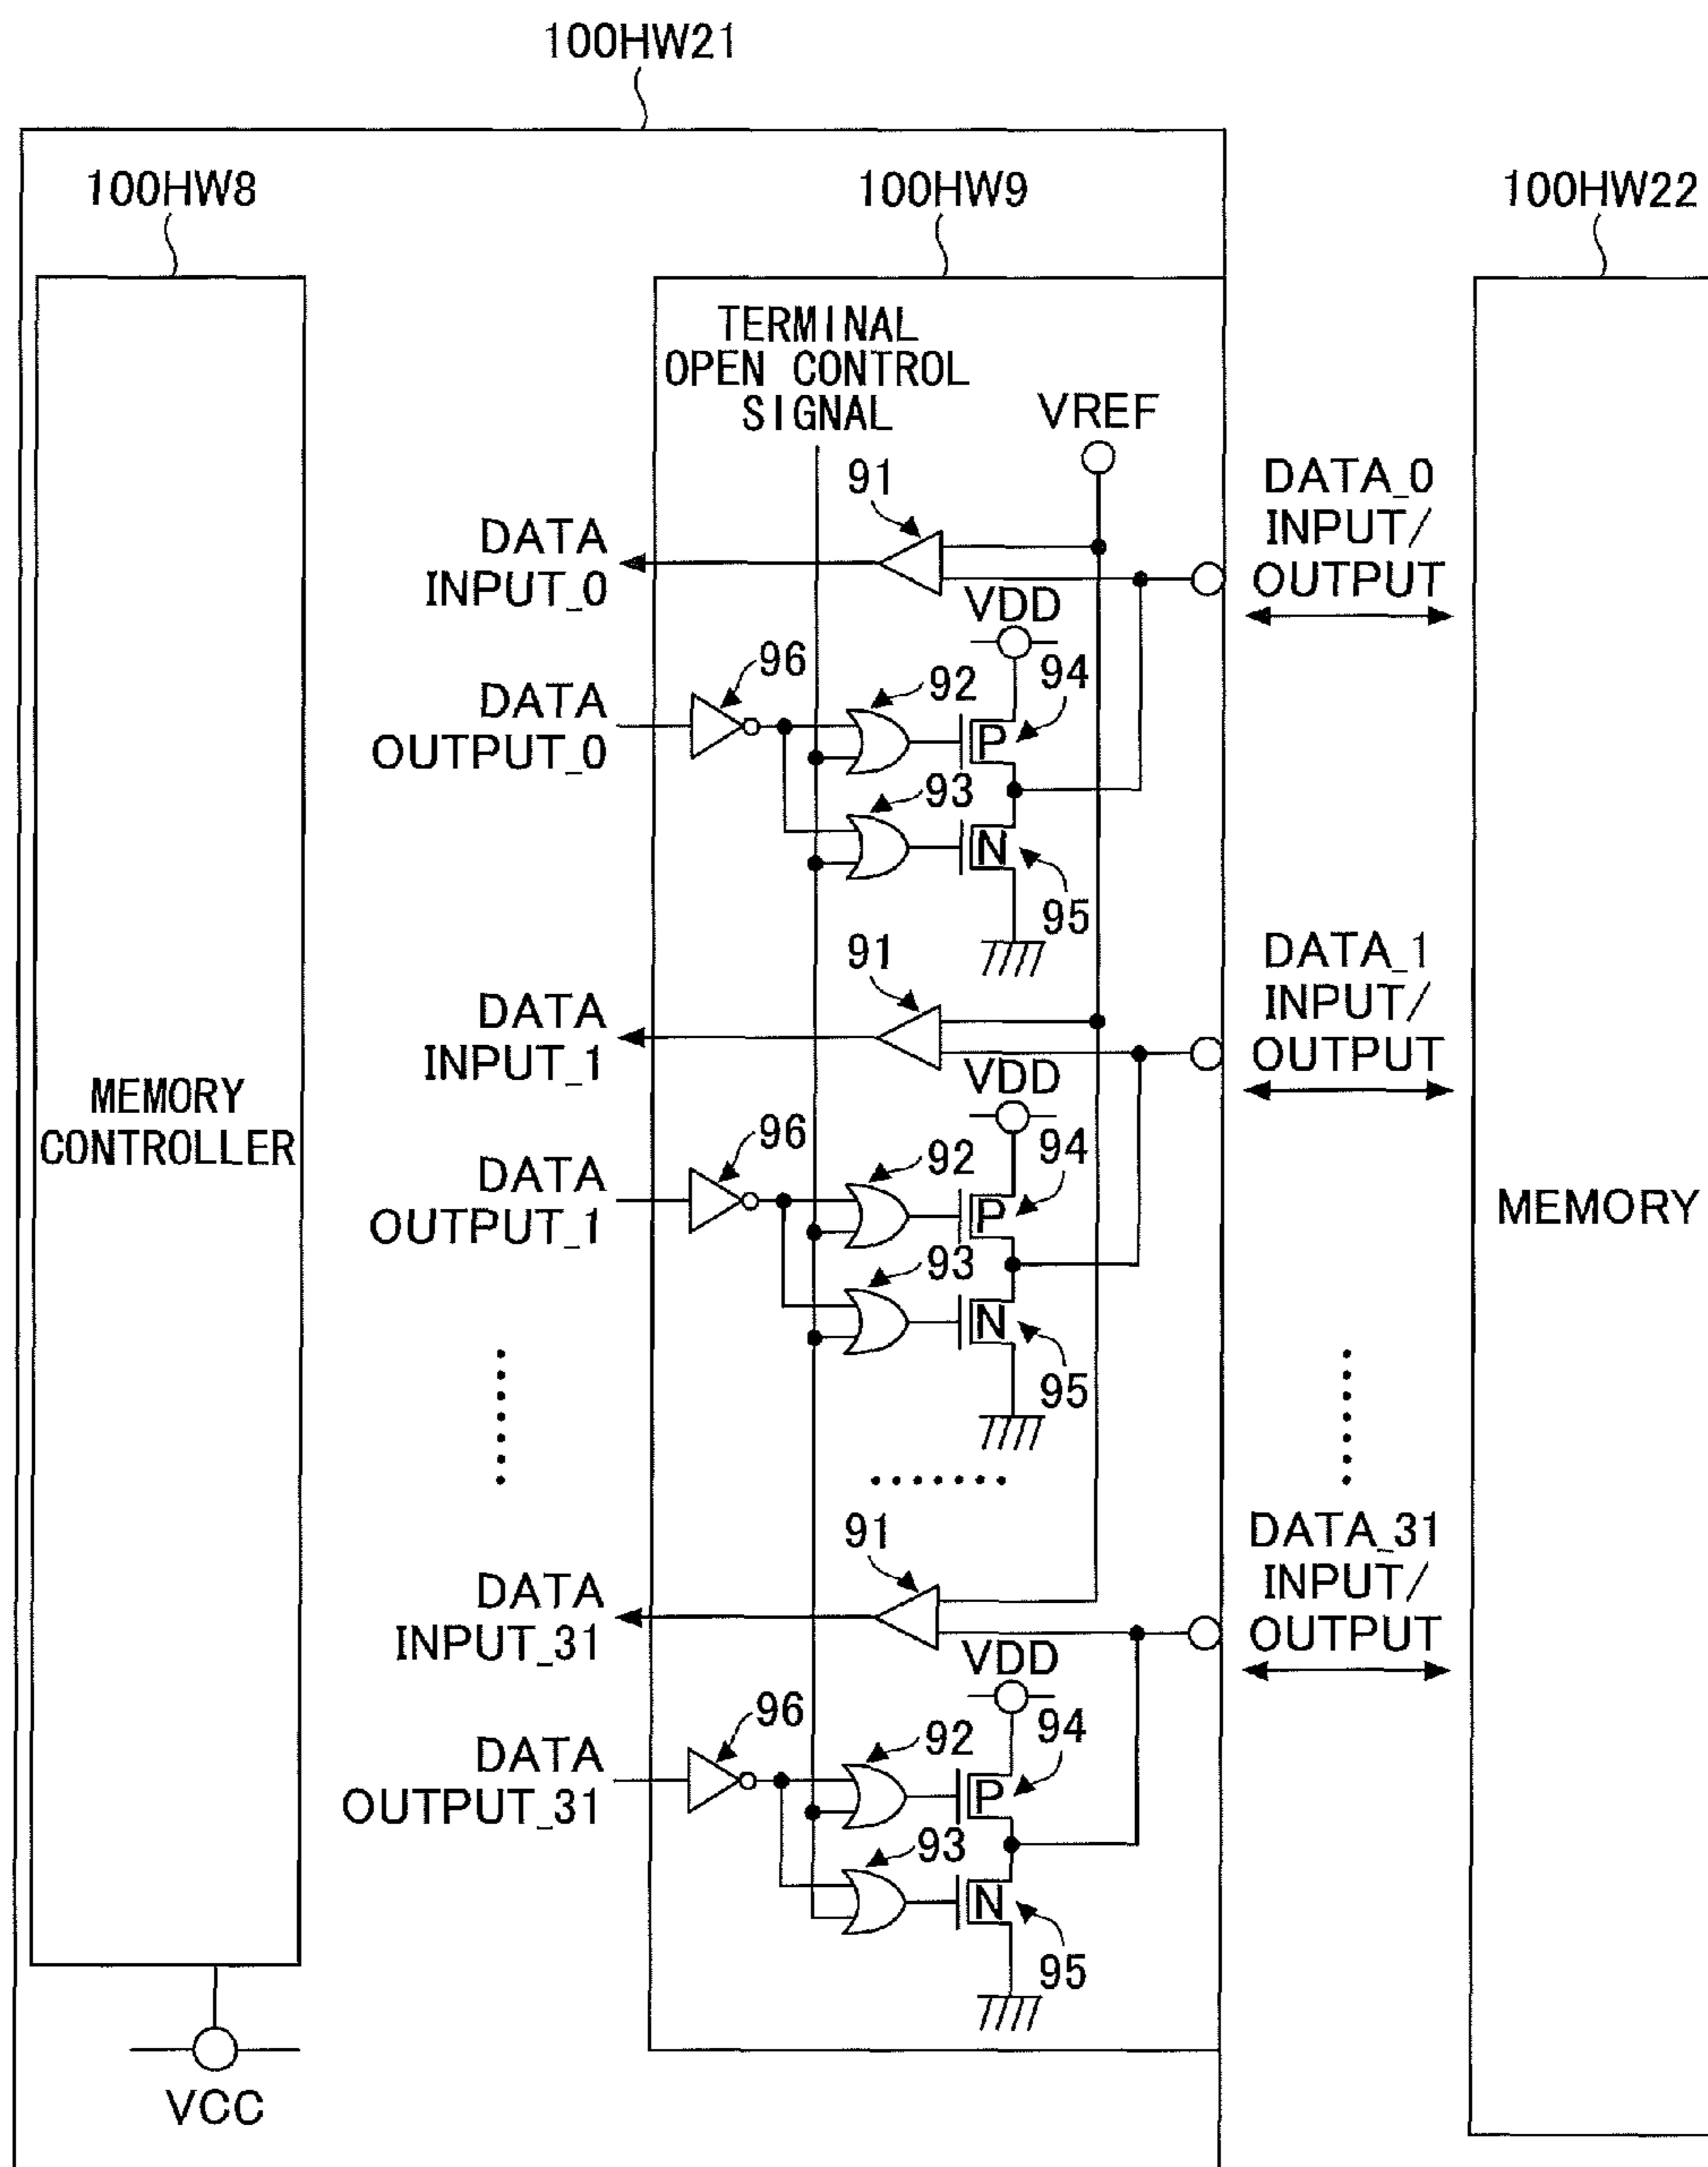 100HW21
100HW8
100HW9
100HW22
TERMINAL
OPEN CONTROL
SIGNAL
VREF
91
DATA
INPUT_0
DATA_0
INPUT/
OUTPUT
VDD
96
92
94
DATA
OUTPUT_0
P
93
N
95
91
DATA
INPUT_1
DATA_1
INPUT/
OUTPUT
VDD
MEMORY
CONTROLLER
96
92
94
DATA
OUTPUT_1
P
MEMORY
93
N
95
91
DATA
INPUT_31
DATA_31
INPUT/
OUTPUT
VDD
96
92
94
DATA
OUTPUT_31
P
93
N
95
VCC